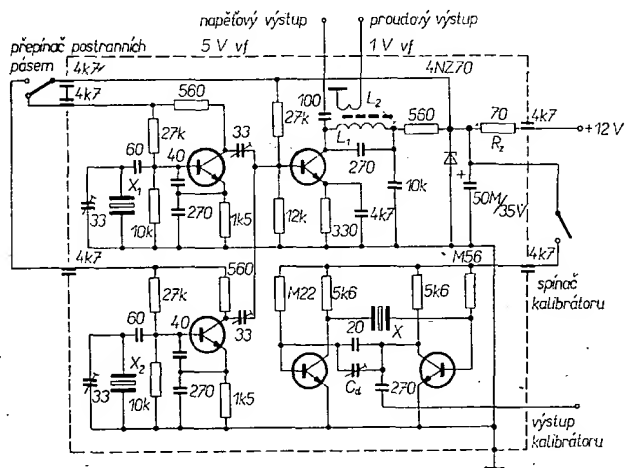 napěťový výstup
proudový výstup
přepínač postranních pásem
5 V vf
1 V vf
4NZ70
4k7
4k7
560
27k
33
60
40
X₁
33
10k
270
1k5
27k
100
L₂
L₁
270
12k
330
4k7
10k
560
70
Rz
4k7
+12 V
+
50M/35V
4k7
spínač kalibrátoru
4k7
27k
560
33
60
40
X₂
33
10k
270
1k5
M22
5k6
5k6
M56
20
X
Cd
270
výstup kalibrátoru